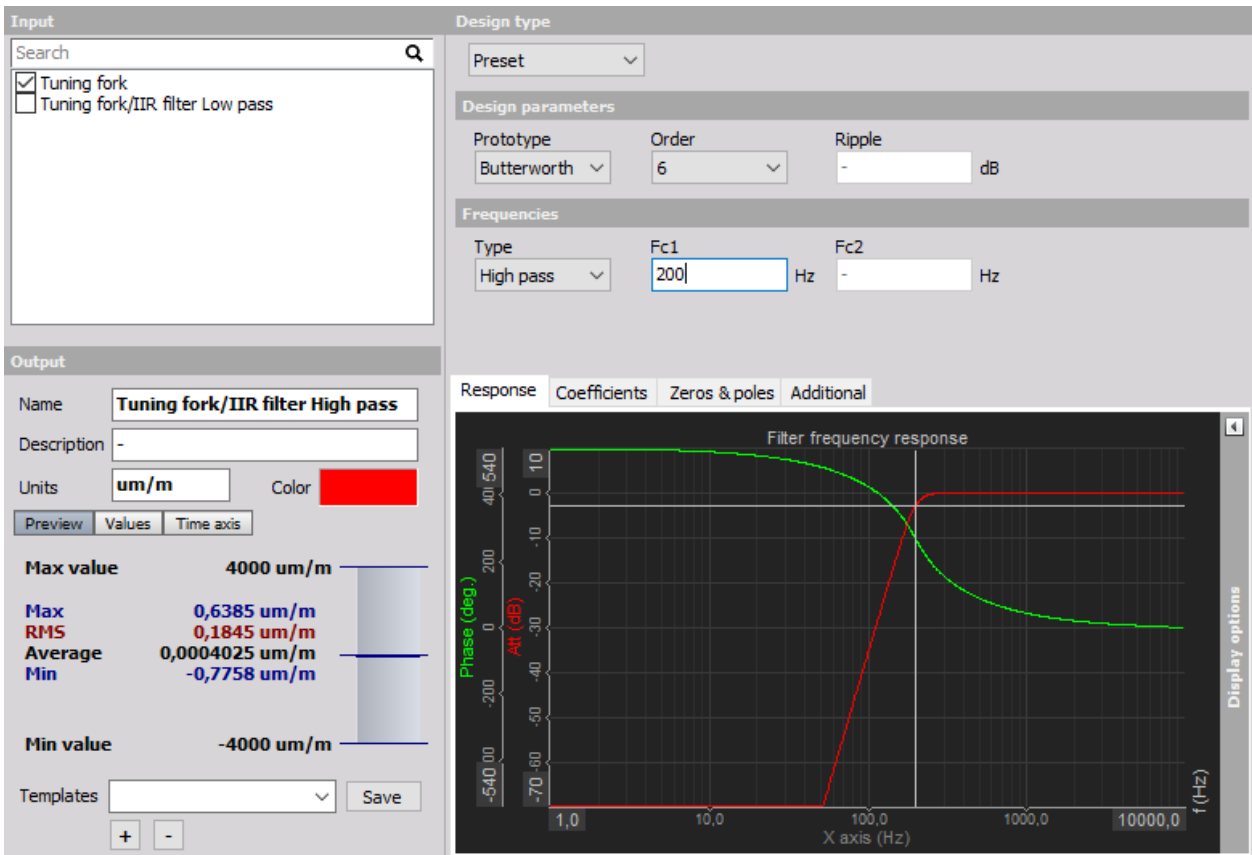 Input
Search
Tuning fork
Tuning fork/IIR filter Low pass
Output
Name Tuning fork/IIR filter High pass
Description -
Units um/m Color
Preview Values Time axis
Max value 4000 um/m
Max 0,6385 um/m
RMS 0,1845 um/m
Average 0,0004025 um/m
Min -0,7758 um/m
Min value -4000 um/m
Templates Save
+ -
Design type
Preset
Design parameters
Prototype Order Ripple
Butterworth 6 - dB
Frequencies
Type Fc1 Fc2
High pass 200 Hz - Hz
Response Coefficients Zeros & poles Additional
Filter frequency response
Phase (deg.)
540
200
0
-200
-540
Att (dB)
10
0
-10
-20
-30
-40
-50
-60
-70
1,0 10,0 100,0 1000,0 10000,0
X axis (Hz)
f (Hz)
Display options